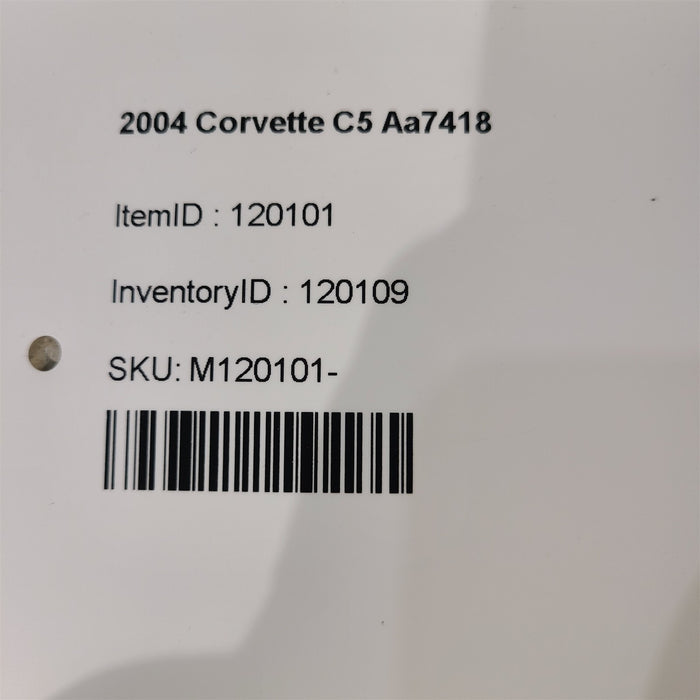 2004 Corvette C5 Aa7418
ItemID : 120101
InventoryID : 120109
SKU: M120101-